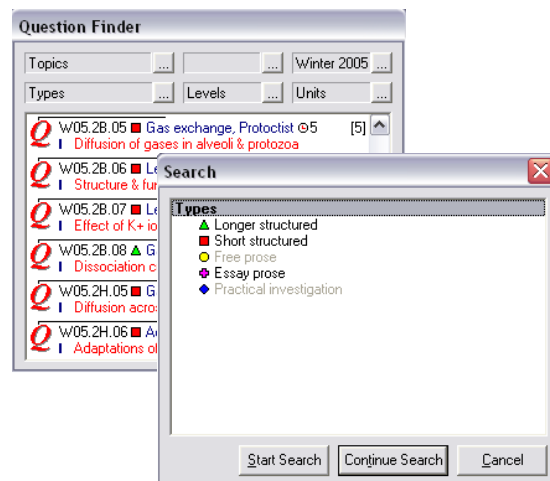 Question Finder
Topics ... ... Winter 2005 ...
Types ... Levels ... Units ...
Q W05.2B.05 Gas exchange, Protoctist 5 [5]
I Diffusion of gases in alveoli & protozoa
Q W05.2B.06 Le
I Structure & fu
Q W05.2B.07 Le
I Effect of K+ io
Q W05.2B.08 G
I Dissociation c
Q W05.2H.05 G
I Diffusion acros
Q W05.2H.06 Ad
I Adaptations of
Search
Types
Longer structured
Short structured
Free prose
Essay prose
Practical investigation
Start Search Continue Search Cancel